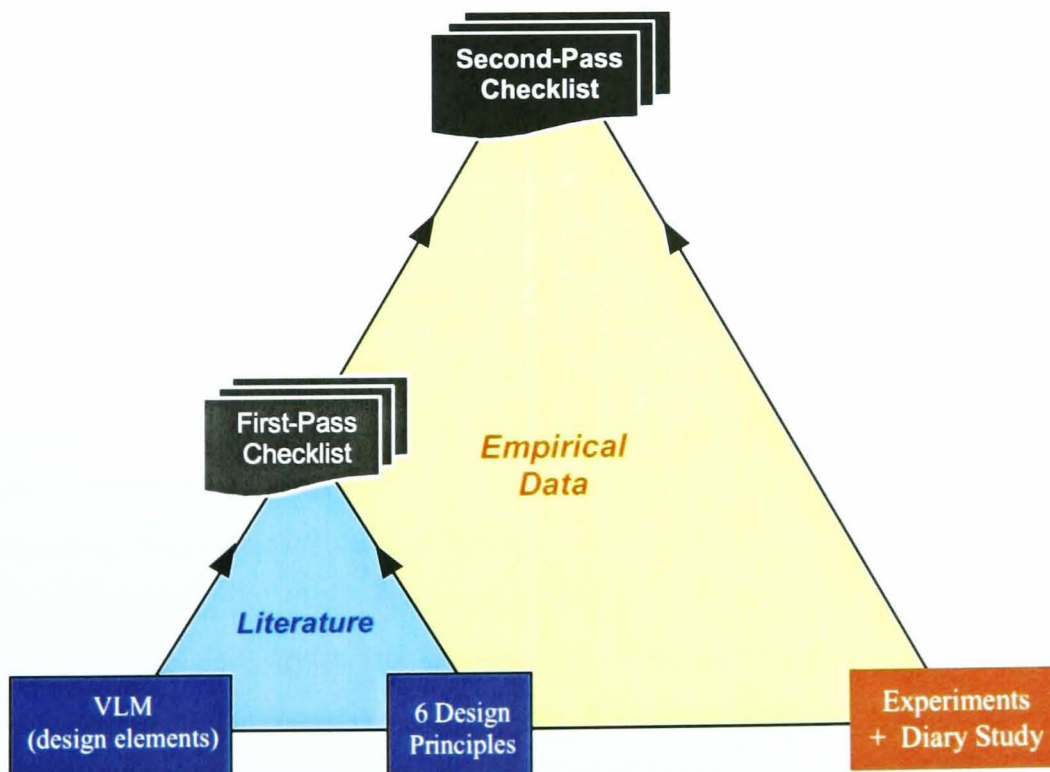 Second-Pass
Checklist
First-Pass
Checklist
Empirical
Data
Literature
VLM
(design elements)
6 Design
Principles
Experiments
+ Diary Study